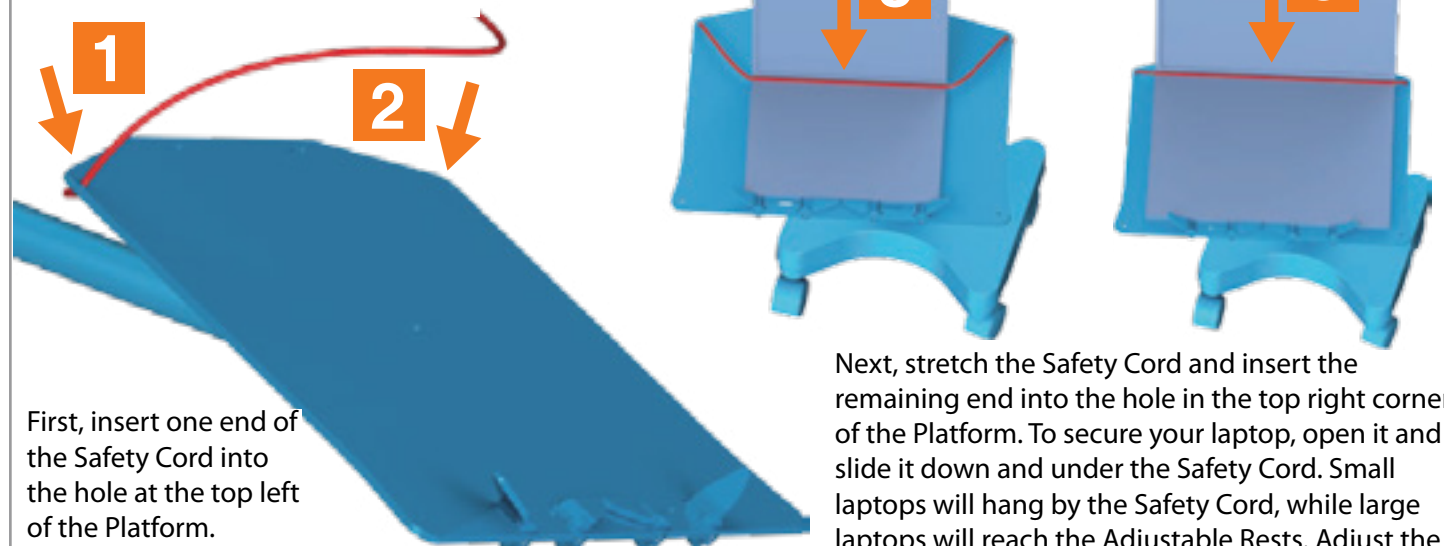 1
2
3
3
First, insert one end of
the Safety Cord into
the hole at the top left
of the Platform.
Next, stretch the Safety Cord and insert the
remaining end into the hole in the top right corner
of the Platform. To secure your laptop, open it and
slide it down and under the Safety Cord. Small
laptops will hang by the Safety Cord, while large
laptops will reach the Adjustable Rests. Adjust the